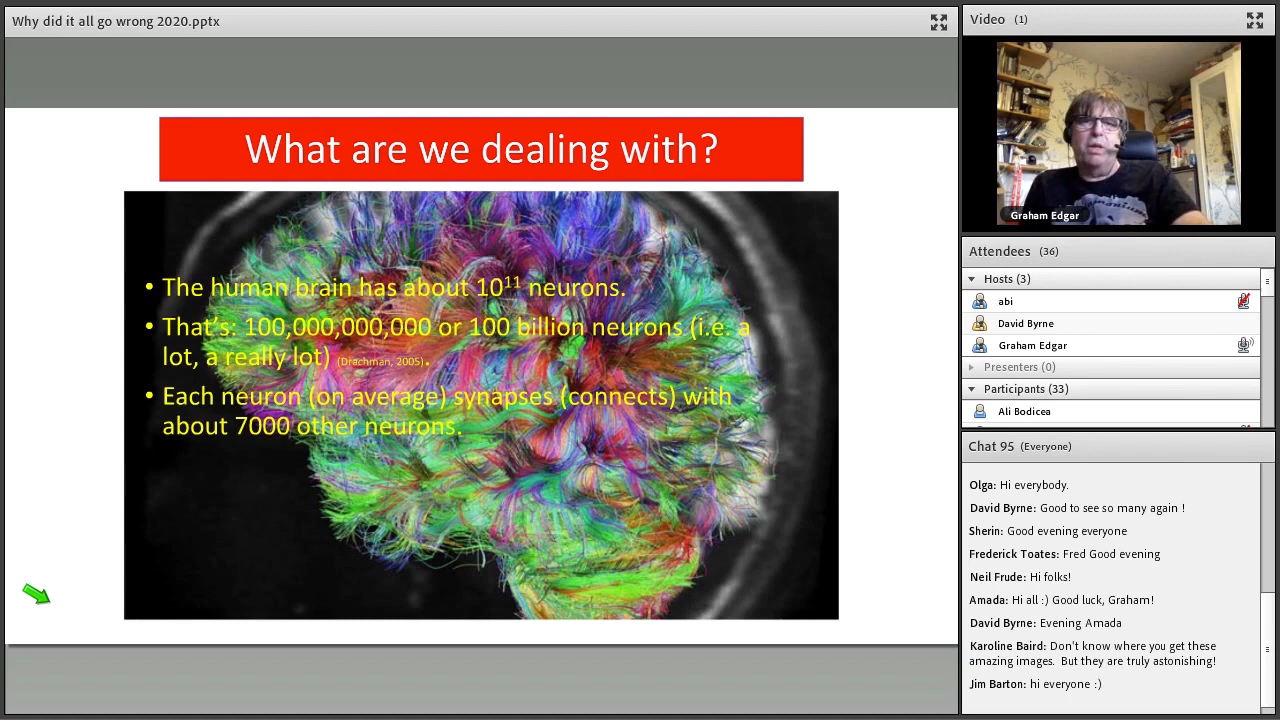 Why did it all go wrong 2020.pptx
What are we dealing with?
• The human brain has about 10¹¹ neurons.
• That's: 100,000,000,000 or 100 billion neurons (i.e. a
lot, a really lot) (Drachman, 2005).
• Each neuron (on average) synapses (connects) with
about 7000 other neurons.
Video (1)
Graham Edgar
Attendees (36)
Hosts (3)
abi
David Byrne
Graham Edgar
Presenters (0)
Participants (33)
Ali Bodicea
Chat 95 (Everyone)
Olga: Hi everybody.
David Byrne: Good to see so many again !
Sherin: Good evening everyone
Frederick Toates: Fred Good evening
Neil Frude: Hi folks!
Amada: Hi all :) Good luck, Graham!
David Byrne: Evening Amada
Karoline Baird: Don't know where you get these
amazing images. But they are truly astonishing!
Jim Barton: hi everyone :)